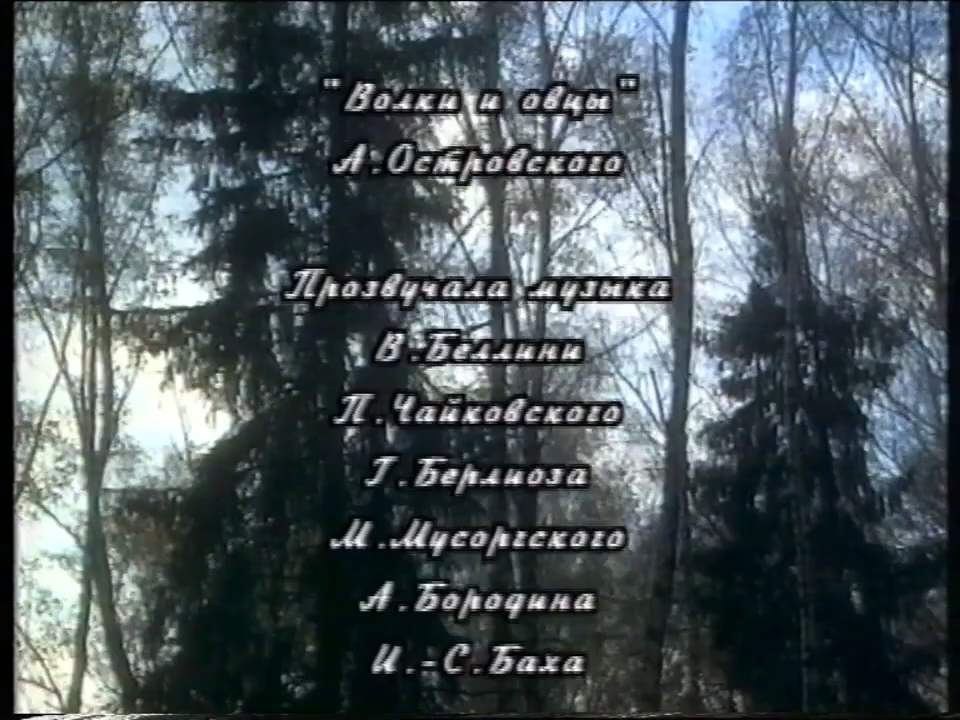 "Волки и овцы"
А.Островского
Прозвучала музыка
В.Беллини
П.Чайковского
Г.Берлиоза
М.Мусоргского
А.Бородина
И.-С.Баха